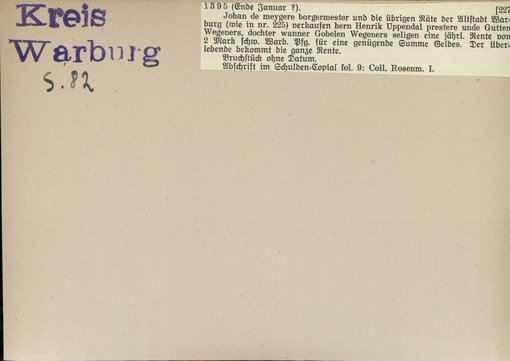 Kreis
Warburg
S. 82
1395 (Ende Januar ?). [227
Johan de meygere borgermester und die übrigen Räte der Altstadt War-
burg (wie in nr. 225) verkaufen hern Henrik Uppendal prestere unde Gutten
Wegeners, dochter wanner Gobelen Wegeners seligen eine jährl. Rente von
2 Mark schw. Warb. Pfg. für eine genügende Summe Geldes. Der über-
lebende bekommt die ganze Rente.
Bruchstück ohne Datum.
Abschrift im Schulden-Copial fol. 9: Coll. Rosenm. I.